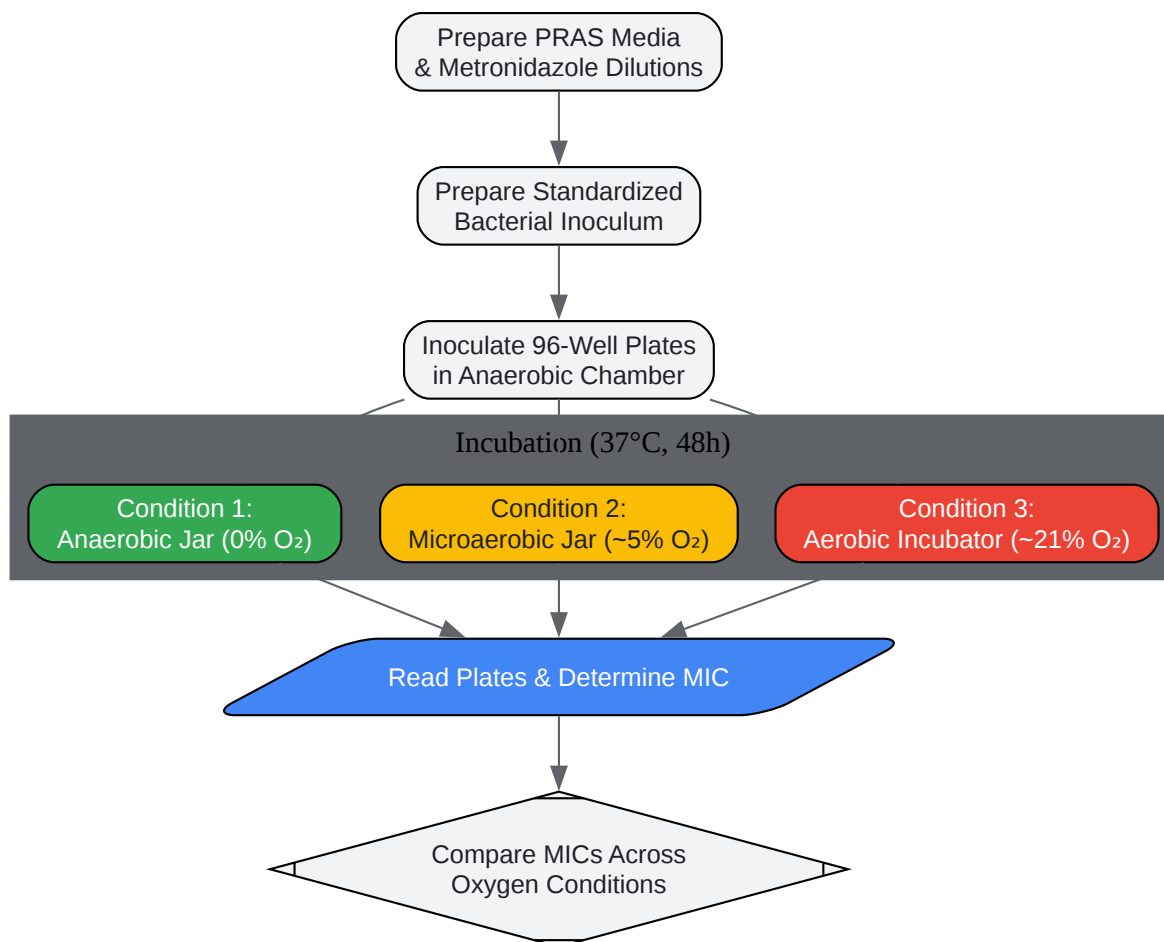 Prepare PRAS Media
& Metronidazole Dilutions
Prepare Standardized
Bacterial Inoculum
Inoculate 96-Well Plates
in Anaerobic Chamber
Incubation (37°C, 48h)
Condition 1:
Anaerobic Jar (0% O₂)
Condition 2:
Microaerobic Jar (~5% O₂)
Condition 3:
Aerobic Incubator (~21% O₂)
Read Plates & Determine MIC
Compare MICs Across
Oxygen Conditions